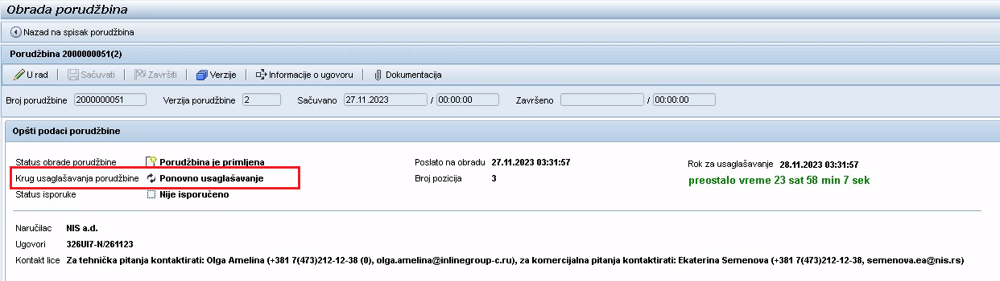 Obrada porudžbina
Nazad na spisak porudžbina
Porudžbina 2000000051(2)
U rad Sačuvati Završiti Verzije Informacije o ugovoru Dokumentacija
Broj porudžbine 2000000051 Verzija porudžbine 2 Sačuvano 27.11.2023 / 00:00:00 Završeno / 00:00:00
Opšti podaci porudžbine
Status obrade porudžbine Porudžbina je primljena Poslato na obradu 27.11.2023 03:31:57 Rok za usaglašavanje 28.11.2023 03:31:57
Krug usaglašavanja porudžbine Ponovno usaglašavanje Broj pozicija 3 preostalo vreme 23 sat 58 min 7 sek
Status isporuke Nije isporučeno
Naručilac NIS a.d.
Ugovori 326UI7-N/261123
Kontakt lice Za tehnička pitanja kontaktirati: Olga Amelina (+381 7(473)212-12-38 (0), olga.amelina@inlinegroup-c.ru), za komercijalna pitanja kontaktirati: Ekaterina Semenova (+381 7(473)212-12-38, semenova.ea@nis.rs)